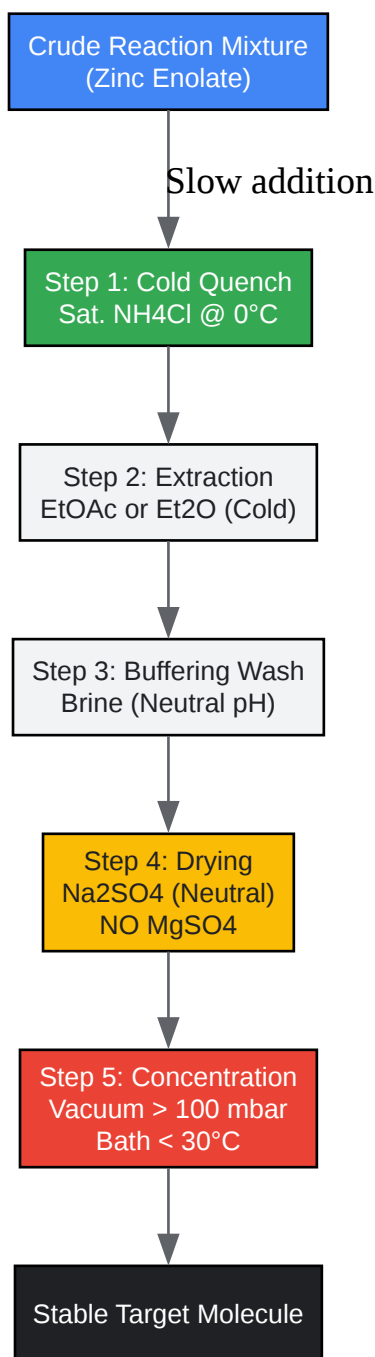 Crude Reaction Mixture
(Zinc Enolate)
Slow addition
Step 1: Cold Quench
Sat. NH4Cl @ 0°C
Step 2: Extraction
EtOAc or Et2O (Cold)
Step 3: Buffering Wash
Brine (Neutral pH)
Step 4: Drying
Na2SO4 (Neutral)
NO MgSO4
Step 5: Concentration
Vacuum > 100 mbar
Bath < 30°C
Stable Target Molecule